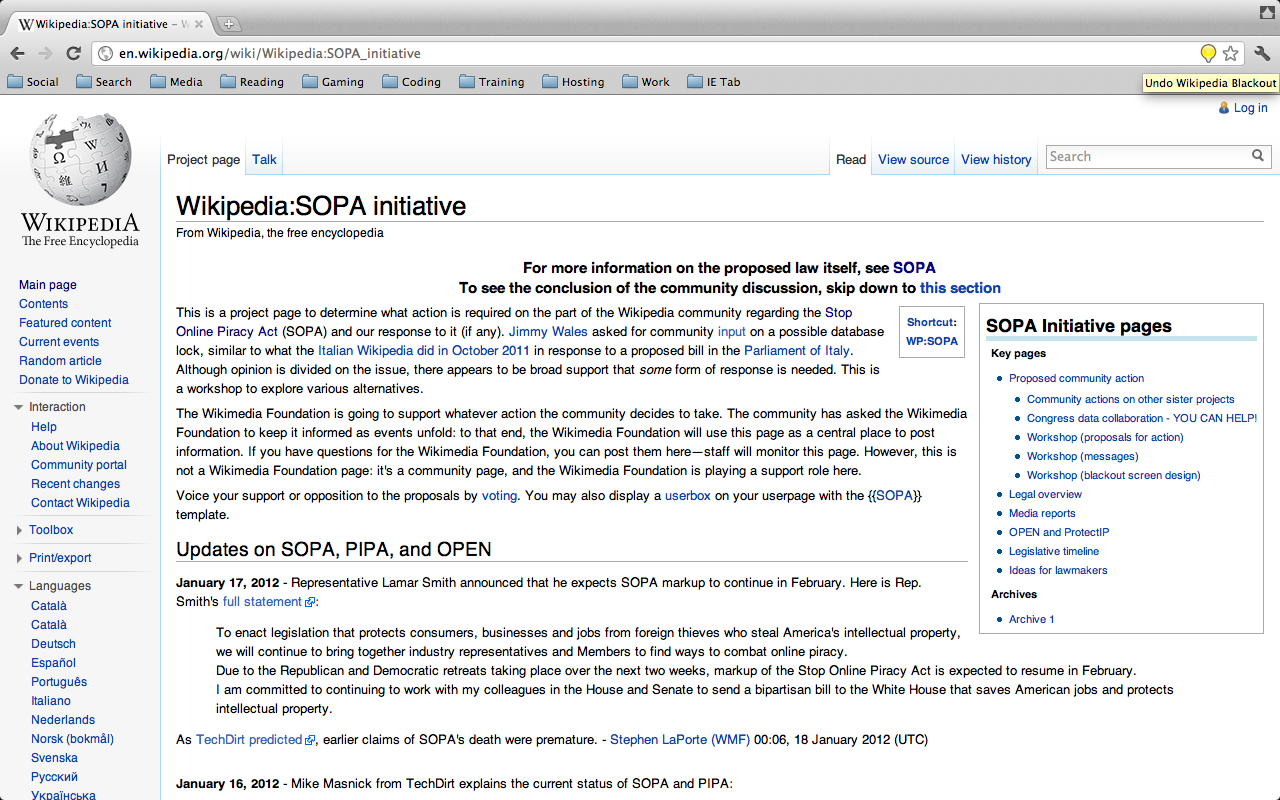 Wikipedia:SOPA initiative – W
en.wikipedia.org/wiki/Wikipedia:SOPA_initiative
Social Search Media Reading Gaming Coding Training Hosting Work IE Tab
Undo Wikipedia Blackout
Log in
Project page Talk Read View source View history Search
WIKIPEDIA
The Free Encyclopedia
Main page
Contents
Featured content
Current events
Random article
Donate to Wikipedia
Interaction
Help
About Wikipedia
Community portal
Recent changes
Contact Wikipedia
Toolbox
Print/export
Languages
Català
Català
Deutsch
Español
Português
Italiano
Nederlands
Norsk (bokmål)
Svenska
Русский
Українська
Wikipedia:SOPA initiative
From Wikipedia, the free encyclopedia
For more information on the proposed law itself, see SOPA
To see the conclusion of the community discussion, skip down to this section
This is a project page to determine what action is required on the part of the Wikipedia community regarding the Stop
Online Piracy Act (SOPA) and our response to it (if any). Jimmy Wales asked for community input on a possible database
lock, similar to what the Italian Wikipedia did in October 2011 in response to a proposed bill in the Parliament of Italy.
Although opinion is divided on the issue, there appears to be broad support that some form of response is needed. This is
a workshop to explore various alternatives.
Shortcut:
WP:SOPA
The Wikimedia Foundation is going to support whatever action the community decides to take. The community has asked the Wikimedia
Foundation to keep it informed as events unfold: to that end, the Wikimedia Foundation will use this page as a central place to post
information. If you have questions for the Wikimedia Foundation, you can post them here—staff will monitor this page. However, this is
not a Wikimedia Foundation page: it's a community page, and the Wikimedia Foundation is playing a support role here.
Voice your support or opposition to the proposals by voting. You may also display a userbox on your userpage with the {{SOPA}}
template.
SOPA Initiative pages
Key pages
Proposed community action
Community actions on other sister projects
Congress data collaboration - YOU CAN HELP!
Workshop (proposals for action)
Workshop (messages)
Workshop (blackout screen design)
Legal overview
Media reports
OPEN and ProtectIP
Legislative timeline
Ideas for lawmakers
Archives
Archive 1
Updates on SOPA, PIPA, and OPEN
January 17, 2012 - Representative Lamar Smith announced that he expects SOPA markup to continue in February. Here is Rep.
Smith's full statement:
To enact legislation that protects consumers, businesses and jobs from foreign thieves who steal America's intellectual property,
we will continue to bring together industry representatives and Members to find ways to combat online piracy.
Due to the Republican and Democratic retreats taking place over the next two weeks, markup of the Stop Online Piracy Act is expected to resume in February.
I am committed to continuing to work with my colleagues in the House and Senate to send a bipartisan bill to the White House that saves American jobs and protects
intellectual property.
As TechDirt predicted, earlier claims of SOPA's death were premature. - Stephen LaPorte (WMF) 00:06, 18 January 2012 (UTC)
January 16, 2012 - Mike Masnick from TechDirt explains the current status of SOPA and PIPA: